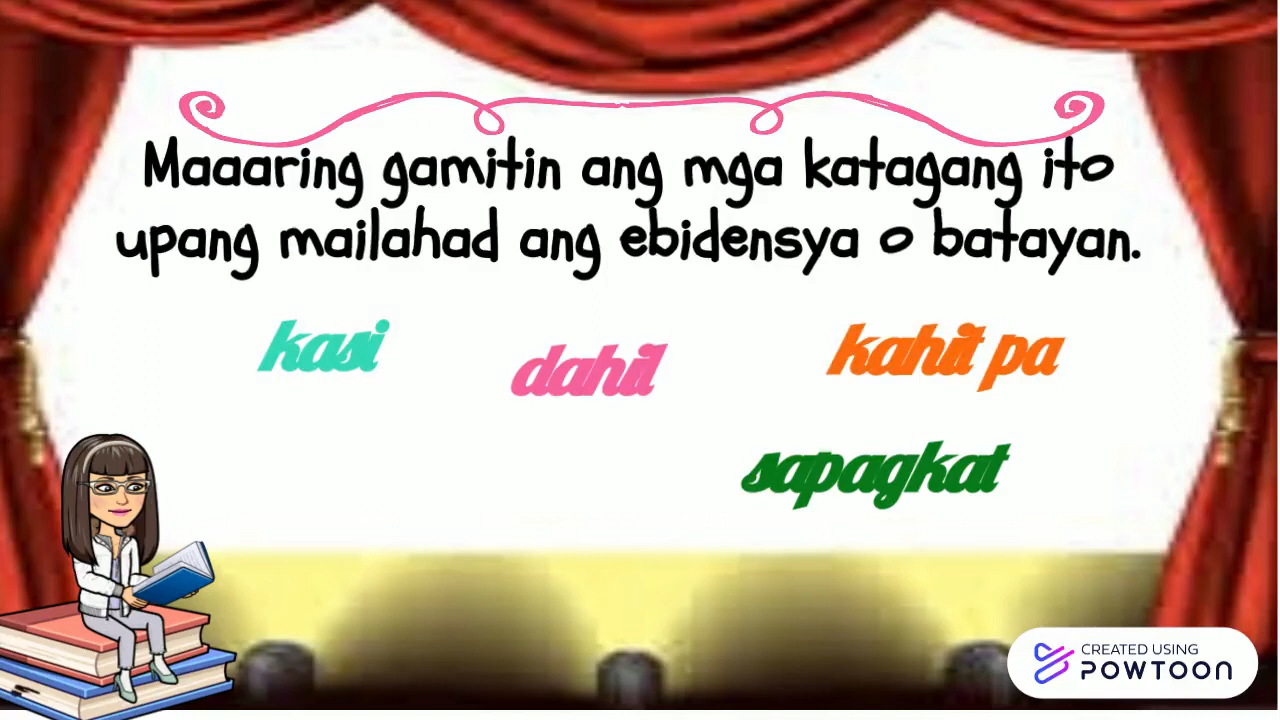 Maaaring gamitin ang mga katagang ito
upang mailahad ang ebidensya o batayan.
kasi
dahil
kahit pa
sapagkat
CREATED USING
POWTOON